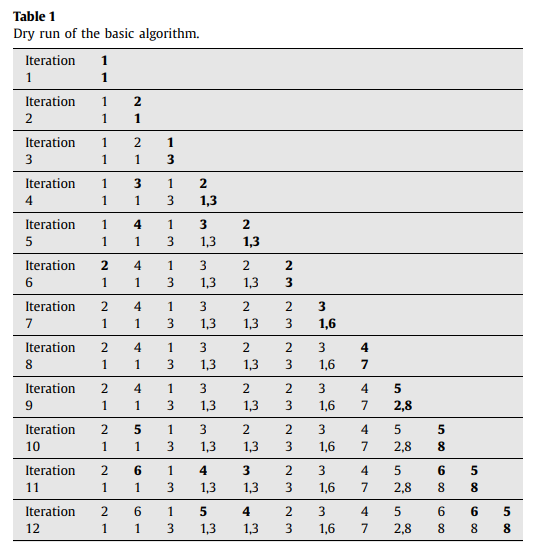 Table 1
Dry run of the basic algorithm.
Iteration 1
1 1
Iteration 1 2
2 1 1
Iteration 1 2 1
3 1 1 3
Iteration 1 3 1 2
4 1 1 3 1,3
Iteration 1 4 1 3 2
5 1 1 3 1,3 1,3
Iteration 2 4 1 3 2 2
6 1 1 3 1,3 1,3 3
Iteration 2 4 1 3 2 2 3
7 1 1 3 1,3 1,3 3 1,6
Iteration 2 4 1 3 2 2 3 4
8 1 1 3 1,3 1,3 3 1,6 7
Iteration 2 4 1 3 2 2 3 4 5
9 1 1 3 1,3 1,3 3 1,6 7 2,8
Iteration 2 5 1 3 2 2 3 4 5 5
10 1 1 3 1,3 1,3 3 1,6 7 2,8 8
Iteration 2 6 1 4 3 2 3 4 5 6 5
11 1 1 3 1,3 1,3 3 1,6 7 2,8 8 8
Iteration 2 6 1 5 4 2 3 4 5 6 6 5
12 1 1 3 1,3 1,3 3 1,6 7 2,8 8 8 8